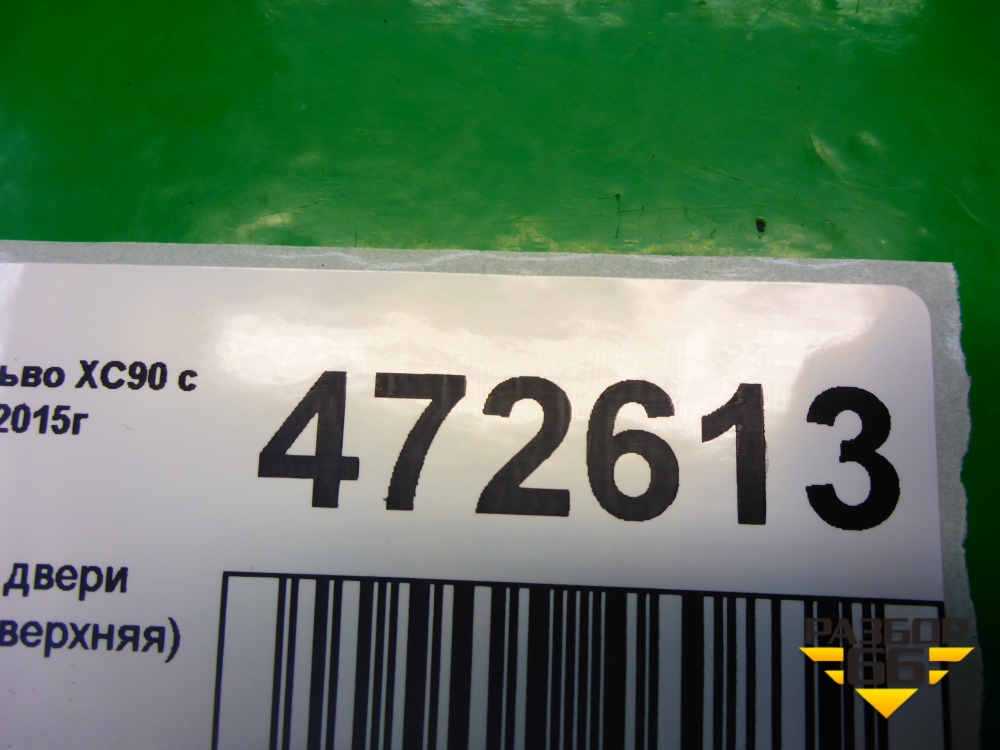 ьво XC90 с
2015г
472613
двери
верхняя)
РАЗБОР
66